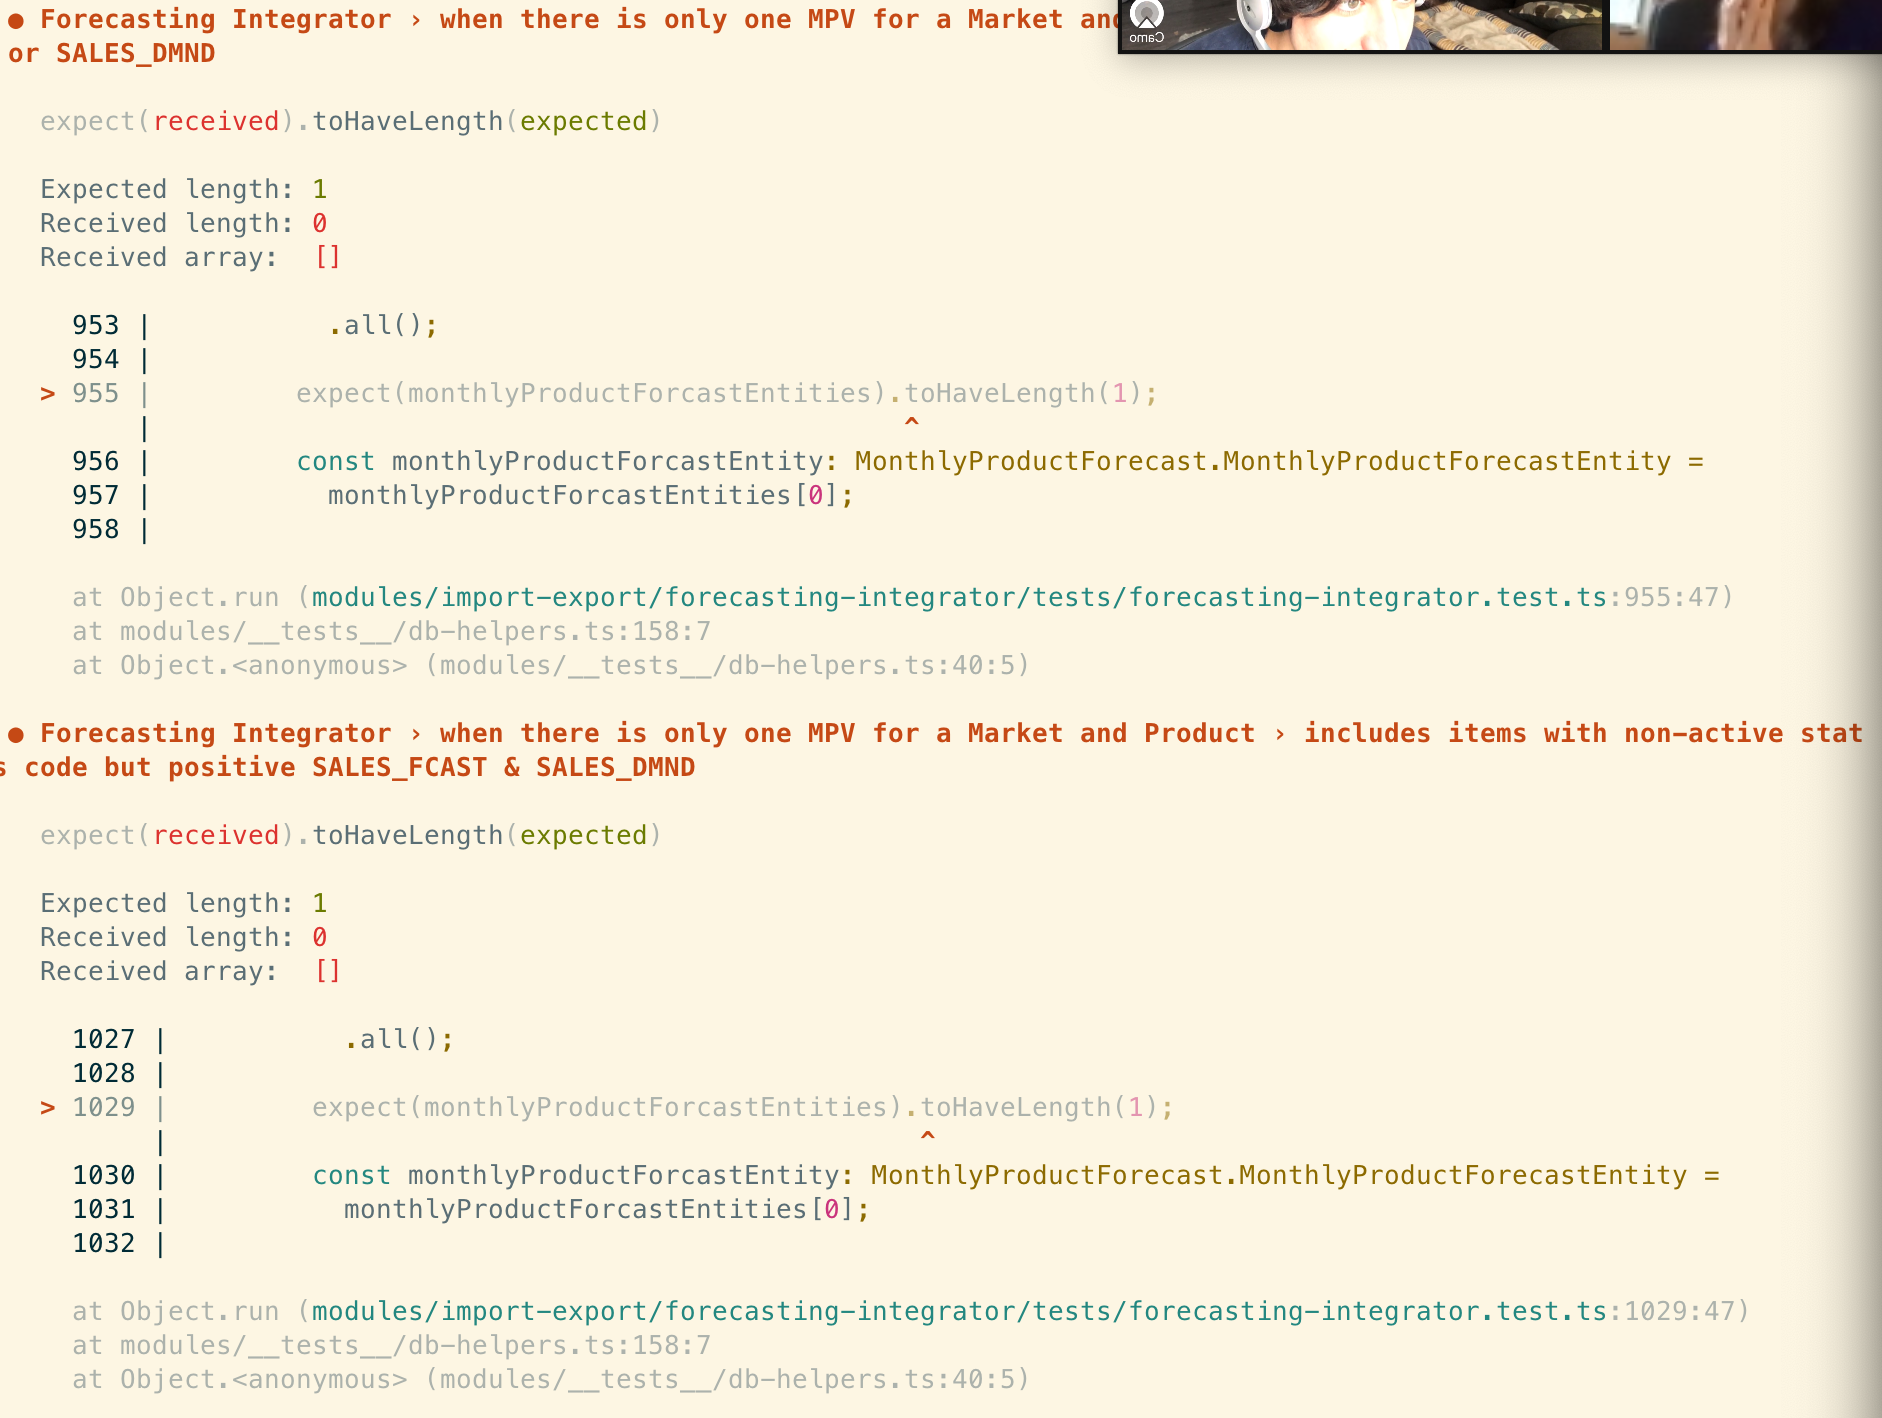 ● Forecasting Integrator › when there is only one MPV for a Market and
Camo
or SALES_DMND
expect(received).toHaveLength(expected)
Expected length: 1
Received length: 0
Received array:  []
953 |           .all();
954 |
> 955 |         expect(monthlyProductForcastEntities).toHaveLength(1);
|                                               ^
956 |         const monthlyProductForcastEntity: MonthlyProductForecast.MonthlyProductForecastEntity =
957 |           monthlyProductForcastEntities[0];
958 |
at Object.run (modules/import-export/forecasting-integrator/tests/forecasting-integrator.test.ts:955:47)
at modules/__tests__/db-helpers.ts:158:7
at Object.<anonymous> (modules/__tests__/db-helpers.ts:40:5)
● Forecasting Integrator › when there is only one MPV for a Market and Product › includes items with non-active stat
s code but positive SALES_FCAST & SALES_DMND
expect(received).toHaveLength(expected)
Expected length: 1
Received length: 0
Received array:  []
1027 |           .all();
1028 |
> 1029 |         expect(monthlyProductForcastEntities).toHaveLength(1);
|                                               ^
1030 |         const monthlyProductForcastEntity: MonthlyProductForecast.MonthlyProductForecastEntity =
1031 |           monthlyProductForcastEntities[0];
1032 |
at Object.run (modules/import-export/forecasting-integrator/tests/forecasting-integrator.test.ts:1029:47)
at modules/__tests__/db-helpers.ts:158:7
at Object.<anonymous> (modules/__tests__/db-helpers.ts:40:5)